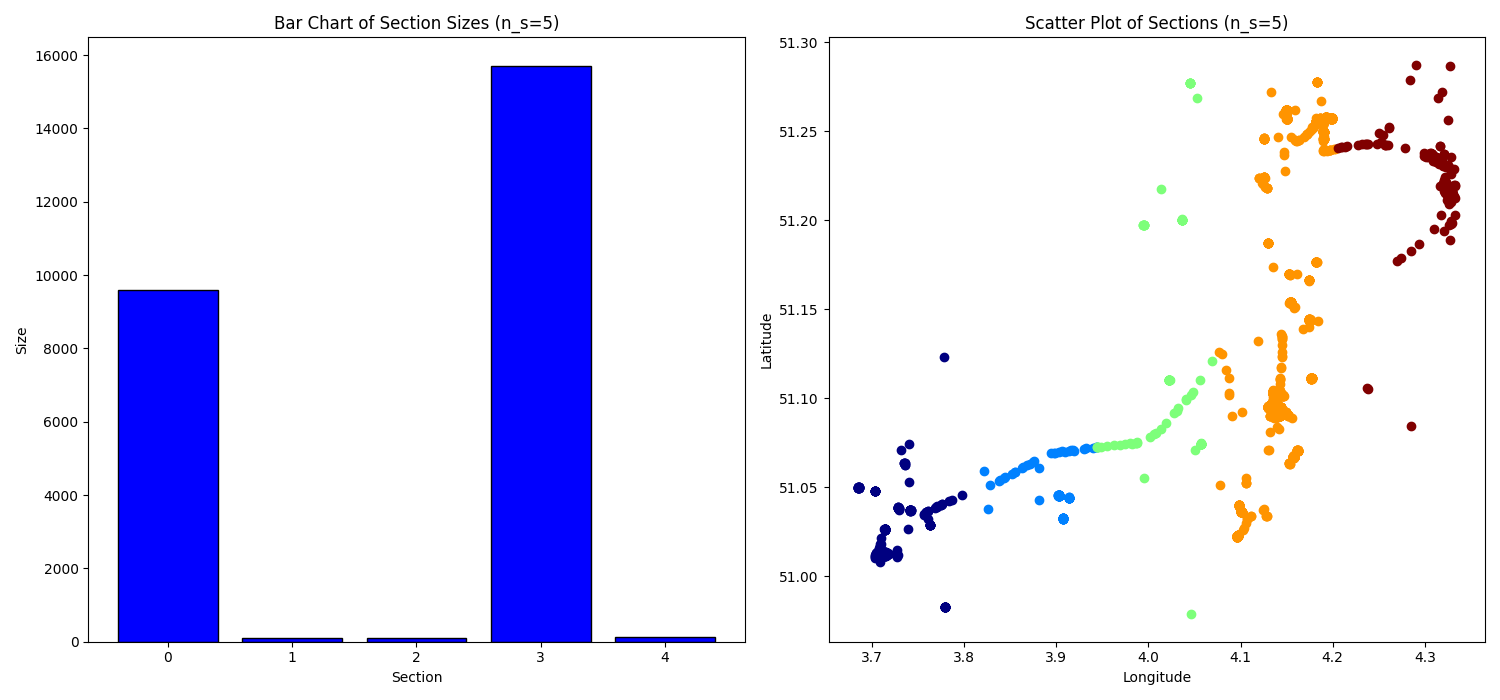 Bar Chart of Section Sizes (n_s=5)
16000
14000
12000
10000
8000
6000
4000
2000
0
Size
0 1 2 3 4
Section
Scatter Plot of Sections (n_s=5)
51.30
51.25
51.20
51.15
51.10
51.05
51.00
Latitude
3.7 3.8 3.9 4.0 4.1 4.2 4.3
Longitude